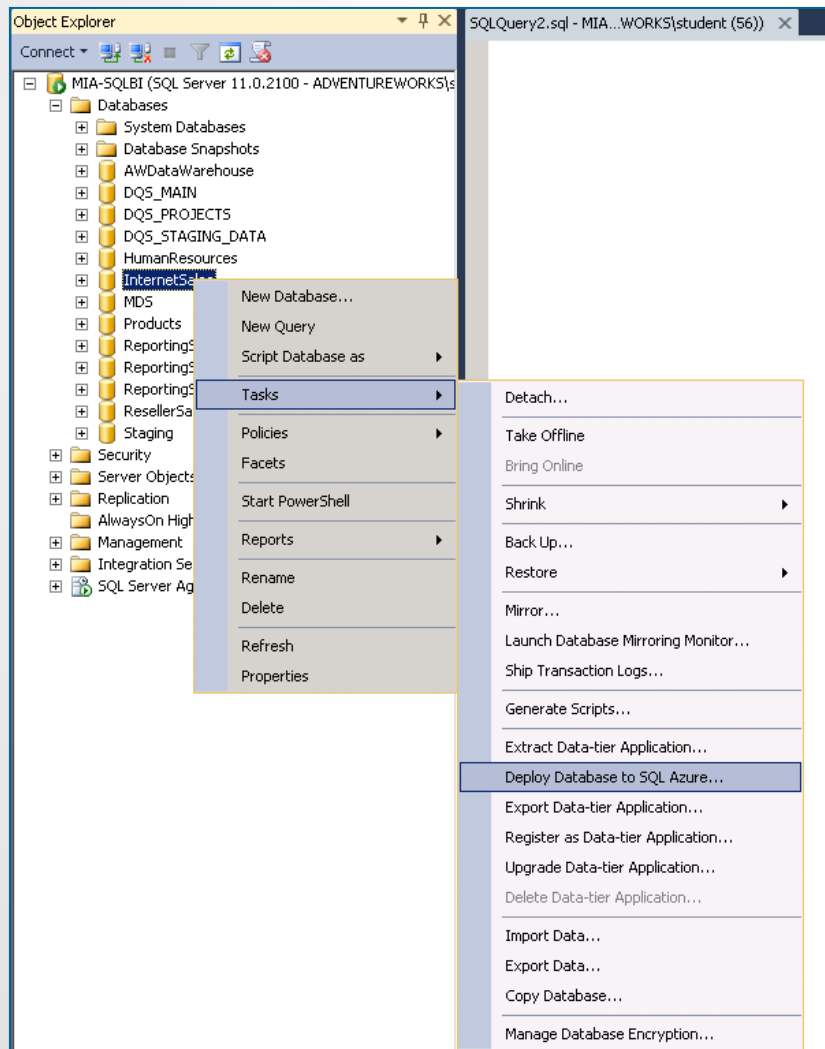 Object Explorer
SQLQuery2.sql - MIA...WORKS\student (56))
Connect
MIA-SQLBI (SQL Server 11.0.2100 - ADVENTUREWORKS\s
Databases
System Databases
Database Snapshots
AWDataWarehouse
DQS_MAIN
DQS_PROJECTS
DQS_STAGING_DATA
HumanResources
InternetSales
MDS
Products
ReportingS
ReportingS
ReportingS
ResellerSa
Staging
Security
Server Objects
Replication
AlwaysOn High
Management
Integration Se
SQL Server Ag
New Database...
New Query
Script Database as
Tasks
Policies
Facets
Start PowerShell
Reports
Rename
Delete
Refresh
Properties
Detach...
Take Offline
Bring Online
Shrink
Back Up...
Restore
Mirror...
Launch Database Mirroring Monitor...
Ship Transaction Logs...
Generate Scripts...
Extract Data-tier Application...
Deploy Database to SQL Azure...
Export Data-tier Application...
Register as Data-tier Application...
Upgrade Data-tier Application...
Delete Data-tier Application...
Import Data...
Export Data...
Copy Database...
Manage Database Encryption...